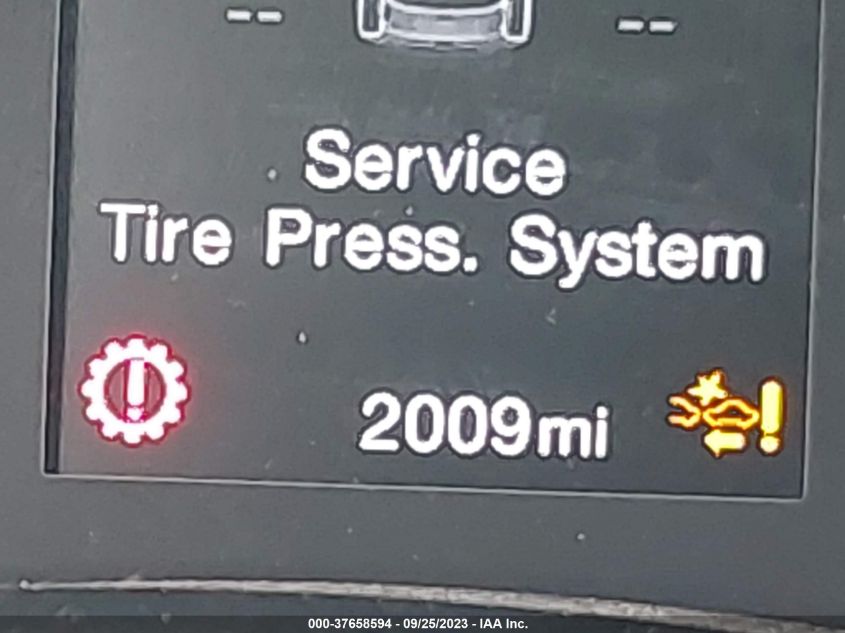 -- --
Service
Tire Press. System
2009mi
000-37658594 - 09/25/2023 - IAA Inc.